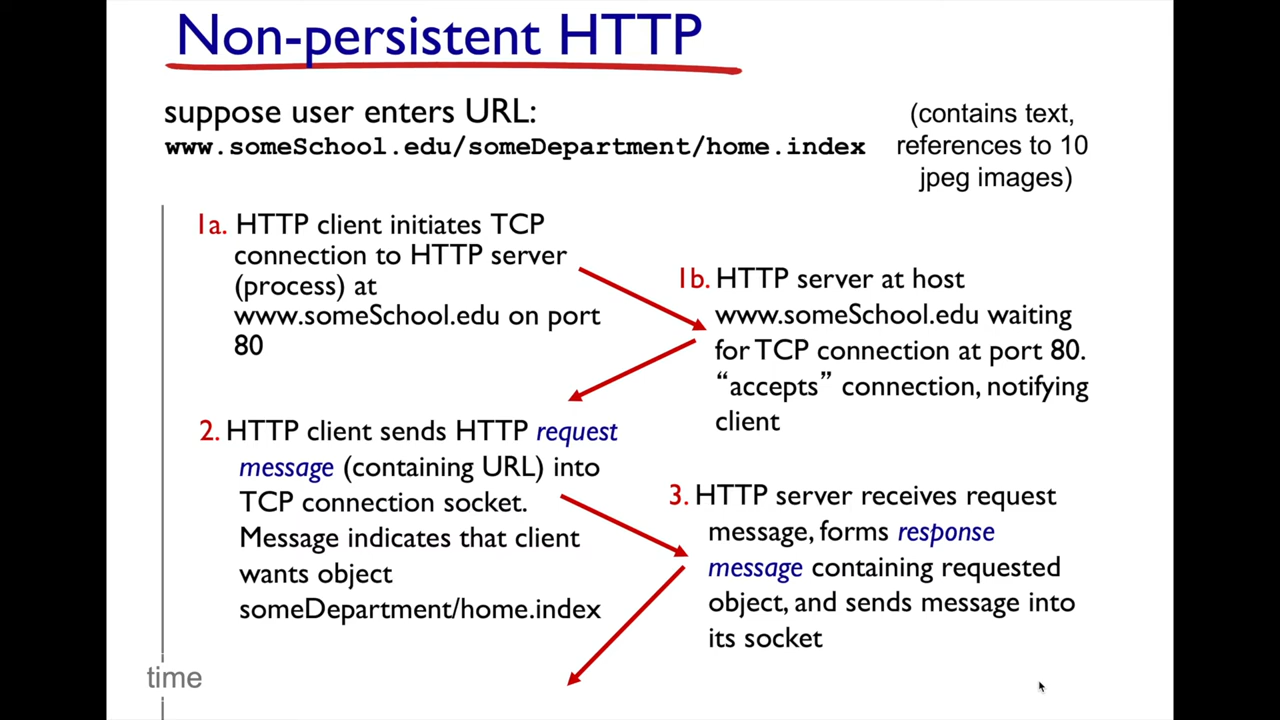 Non-persistent HTTP
suppose user enters URL:
www.someSchool.edu/someDepartment/home.index
(contains text,
references to 10
jpeg images)
1a. HTTP client initiates TCP
connection to HTTP server
(process) at
www.someSchool.edu on port
80
1b. HTTP server at host
www.someSchool.edu waiting
for TCP connection at port 80.
“accepts” connection, notifying
client
2. HTTP client sends HTTP request
message (containing URL) into
TCP connection socket.
Message indicates that client
wants object
someDepartment/home.index
3. HTTP server receives request
message, forms response
message containing requested
object, and sends message into
its socket
time